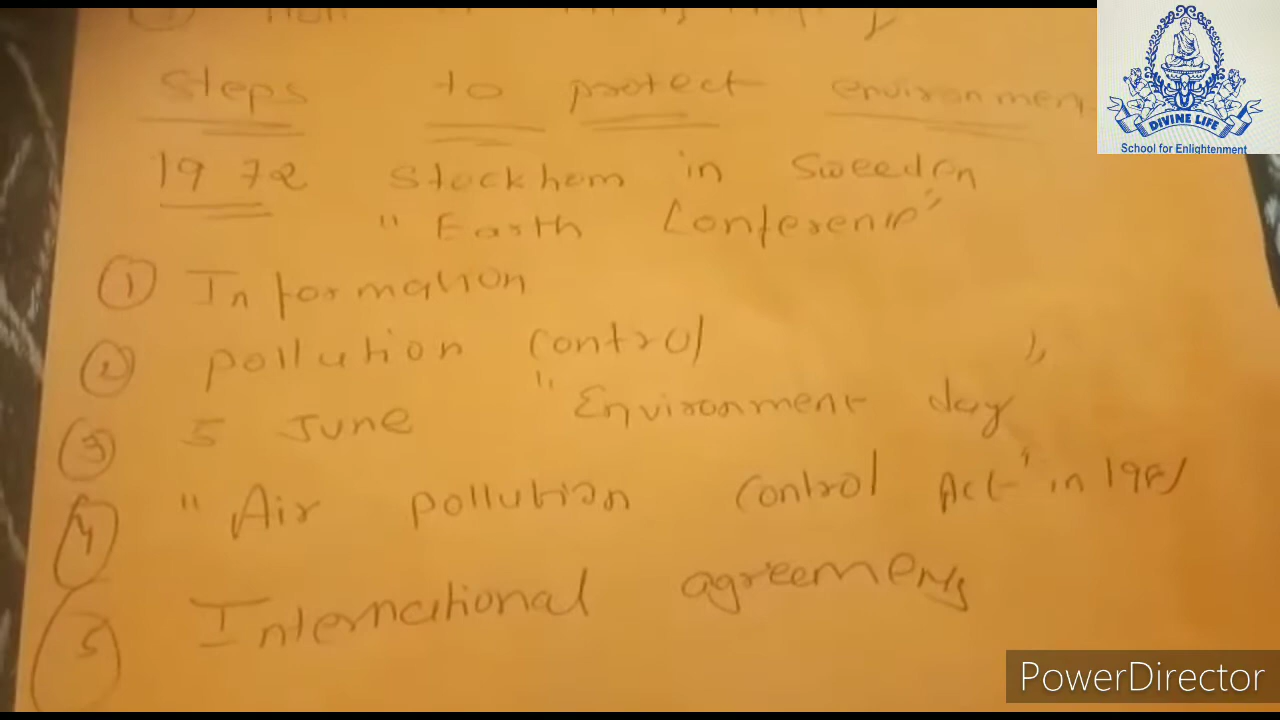 Steps to protect environmen
1972 Stockhom in Sweeden
"Earth Conference"
① Information
② pollution control
③ 5 June "Environment day"
④ "Air pollution control Act" in 1981
⑤ International agreements
DIVINE LIFE
School for Enlightenment
PowerDirector